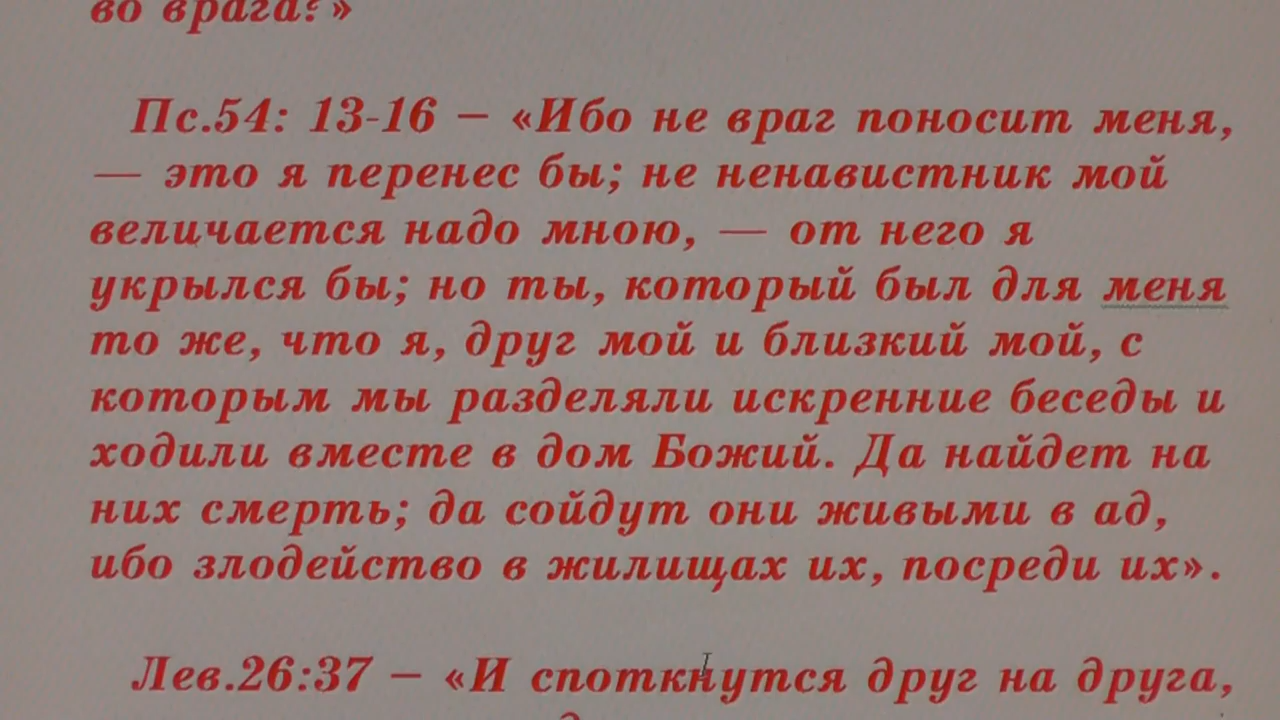 во врага?»
Пс.54: 13-16 – «Ибо не враг поносит меня,
— это я перенес бы; не ненавистник мой
величается надо мною, — от него я
укрылся бы; но ты, который был для меня
то же, что я, друг мой и близкий мой, с
которым мы разделяли искренние беседы и
ходили вместе в дом Божий. Да найдет на
них смерть; да сойдут они живыми в ад,
ибо злодейство в жилищах их, посреди их».
Лев.26:37 – «И споткнутся друг на друга,